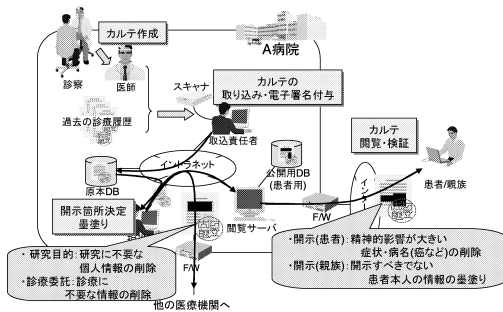 カルテ作成
A病院
診察
医師
スキャナ
カルテの
取り込み・電子署名付与
過去の診療履歴
取込責任者
カルテ
閲覧・検証
イントラネット
公開用DB
(患者用)
原本DB
患者/親族
開示箇所決定
墨塗り
閲覧サーバ
F/W
F/W
・研究目的:研究に不要な
個人情報の削除
・診療委託:診療に
不要な情報の削除
・開示(患者):精神的影響が大きい
症状・病名(癌など)の削除
・開示(親族):開示すべきでない
患者本人の情報の墨塗り
他の医療機関へ